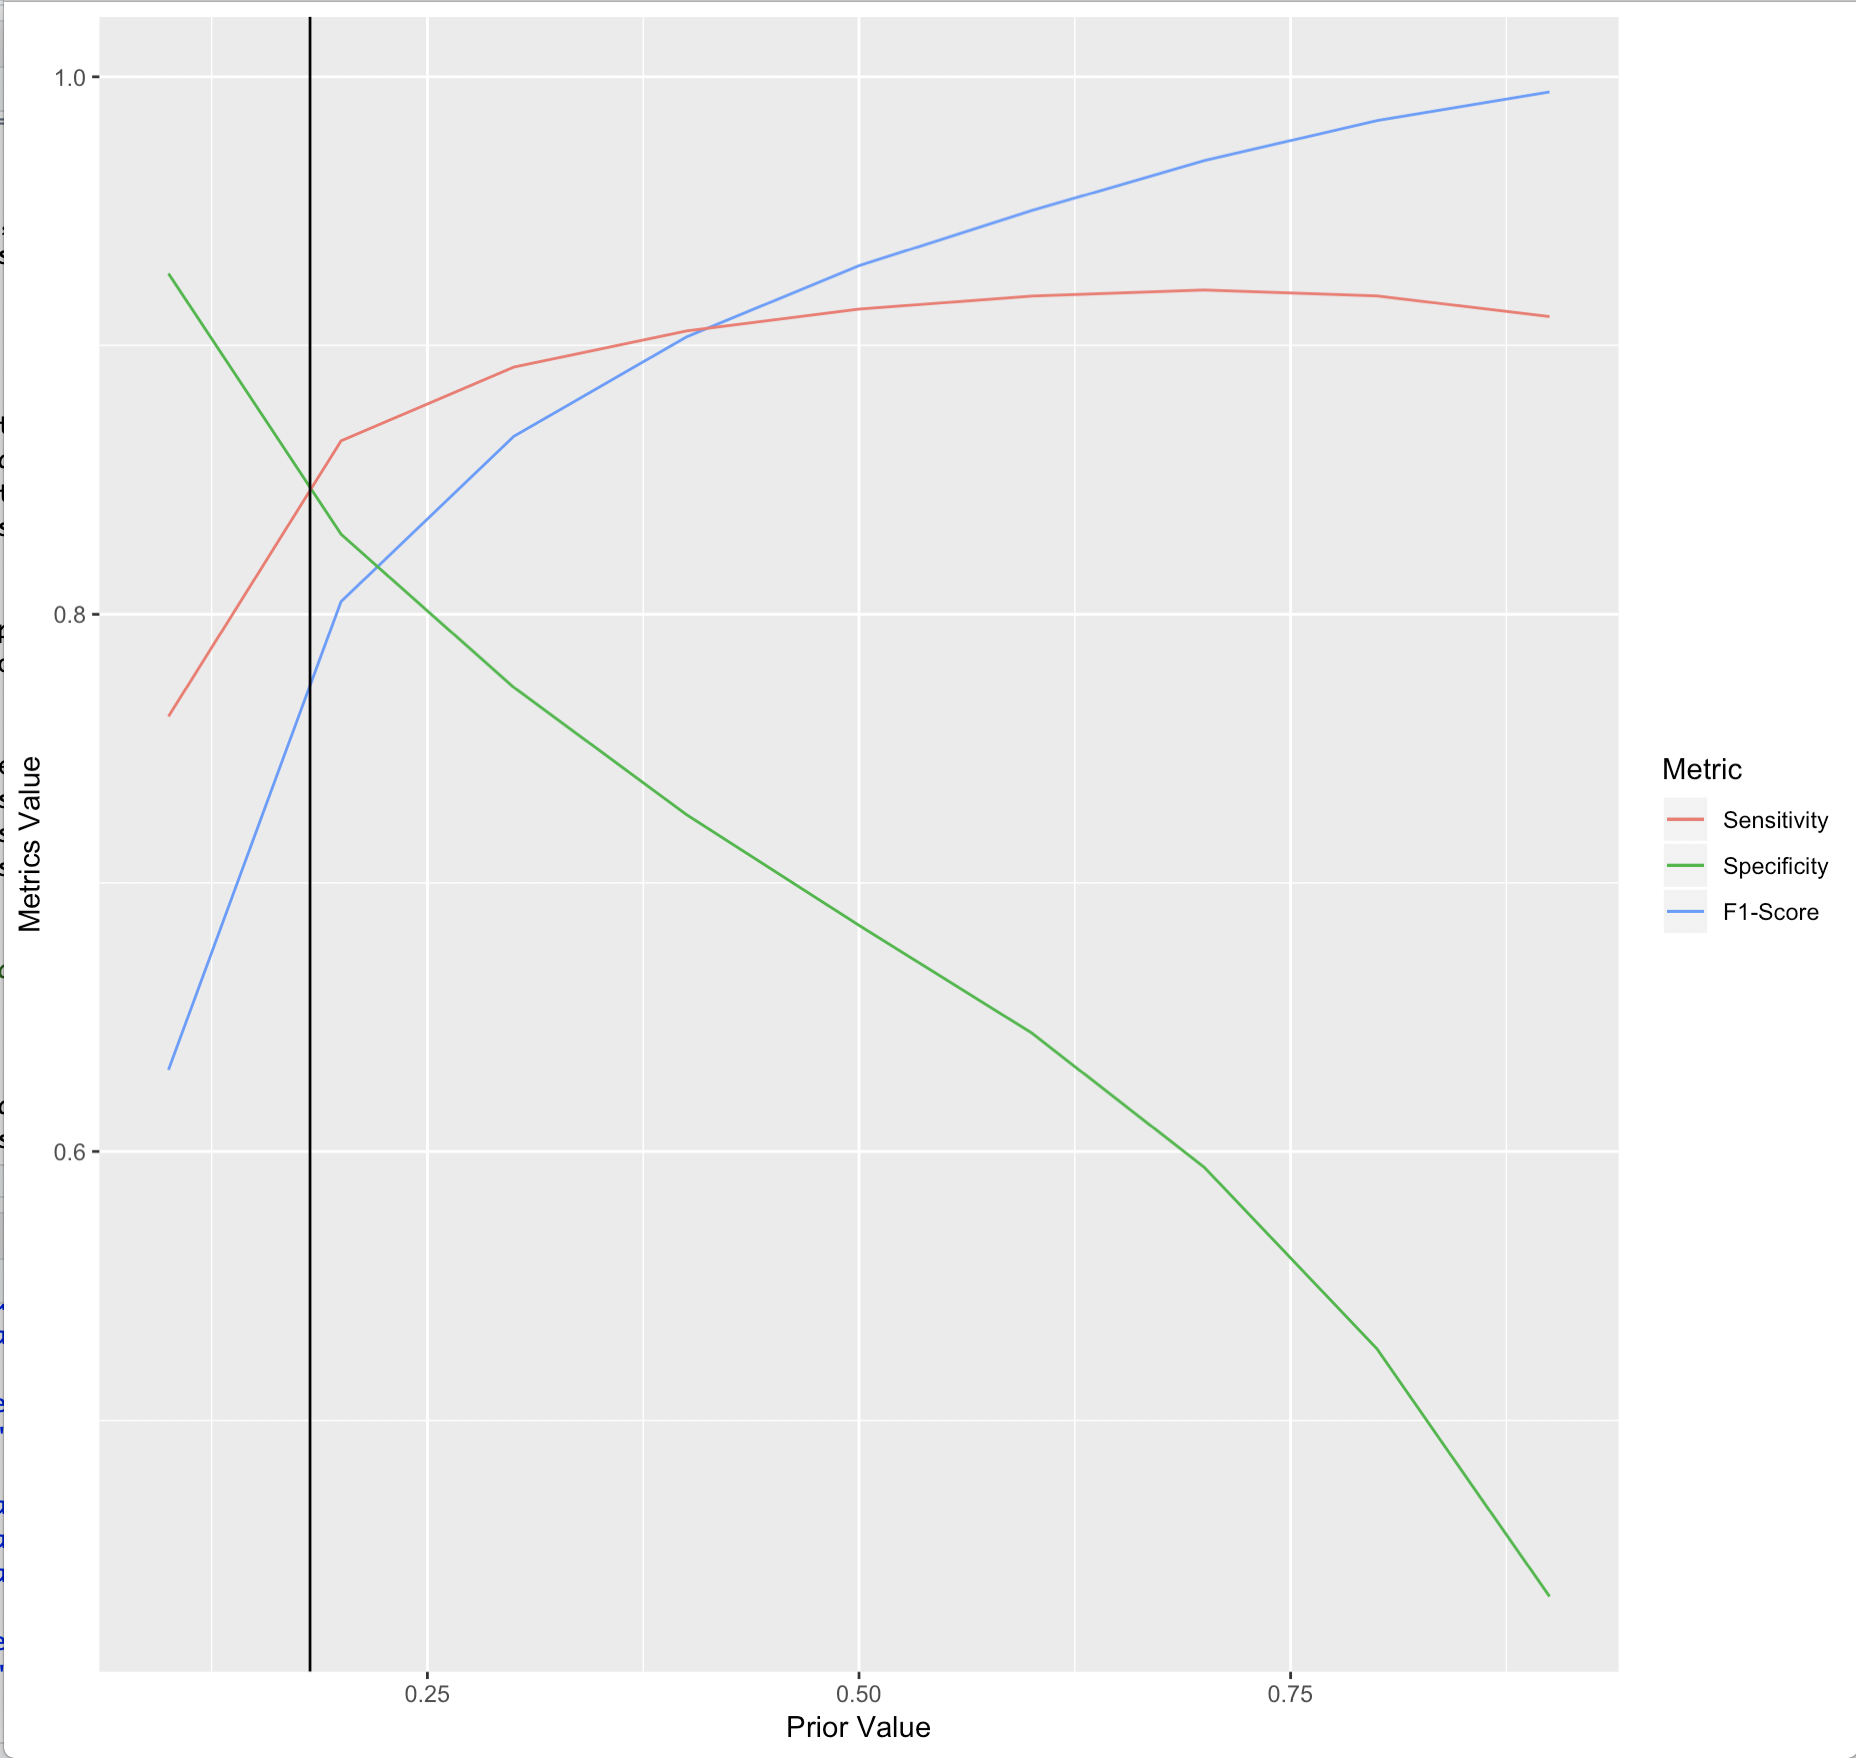 1.0
0.8
0.6
Metrics Value
0.25 0.50 0.75
Prior Value
Metric
Sensitivity
Specificity
F1-Score